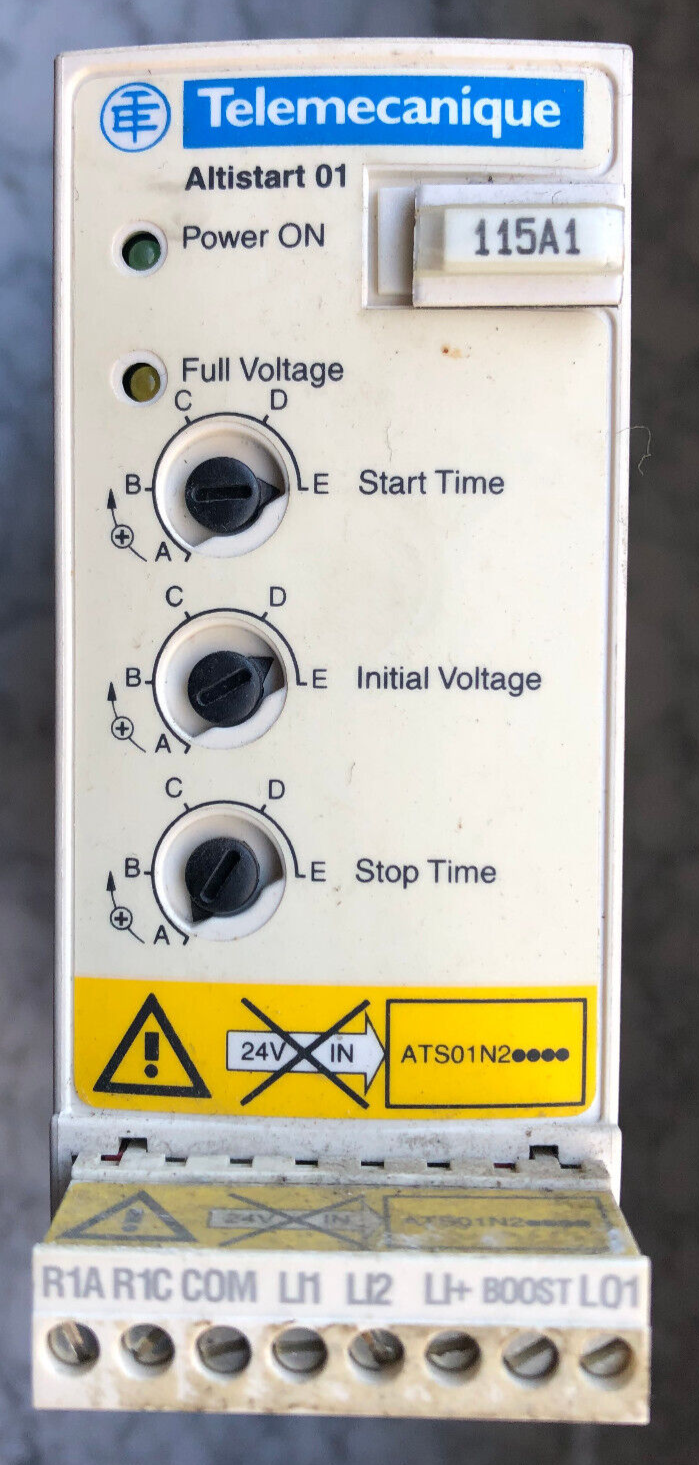 Telemecanique
Altistart 01
Power ON
115A1
Full Voltage
C D
B E Start Time
A
C D
B E Initial Voltage
A
C D
B E Stop Time
A
24V IN ATS01N2●●●●
24V IN ATS01N2●●●●
R1A R1C COM LI1 LI2 LI+ BOOST LO1